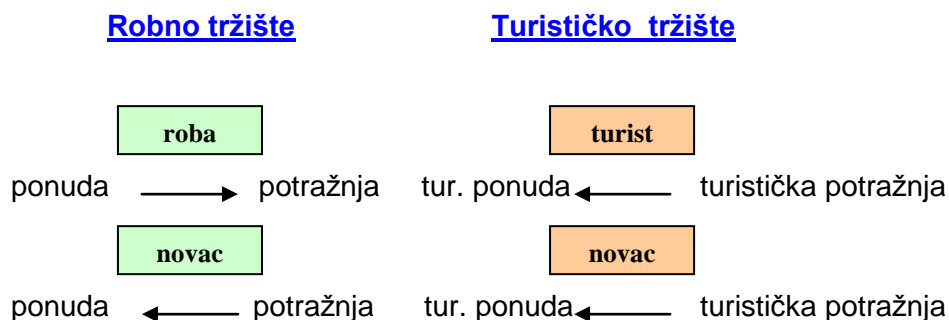 Robno tržište Turističko tržište
roba turist
ponuda potražnja tur. ponuda turistička potražnja
novac novac
ponuda potražnja tur. ponuda turistička potražnja